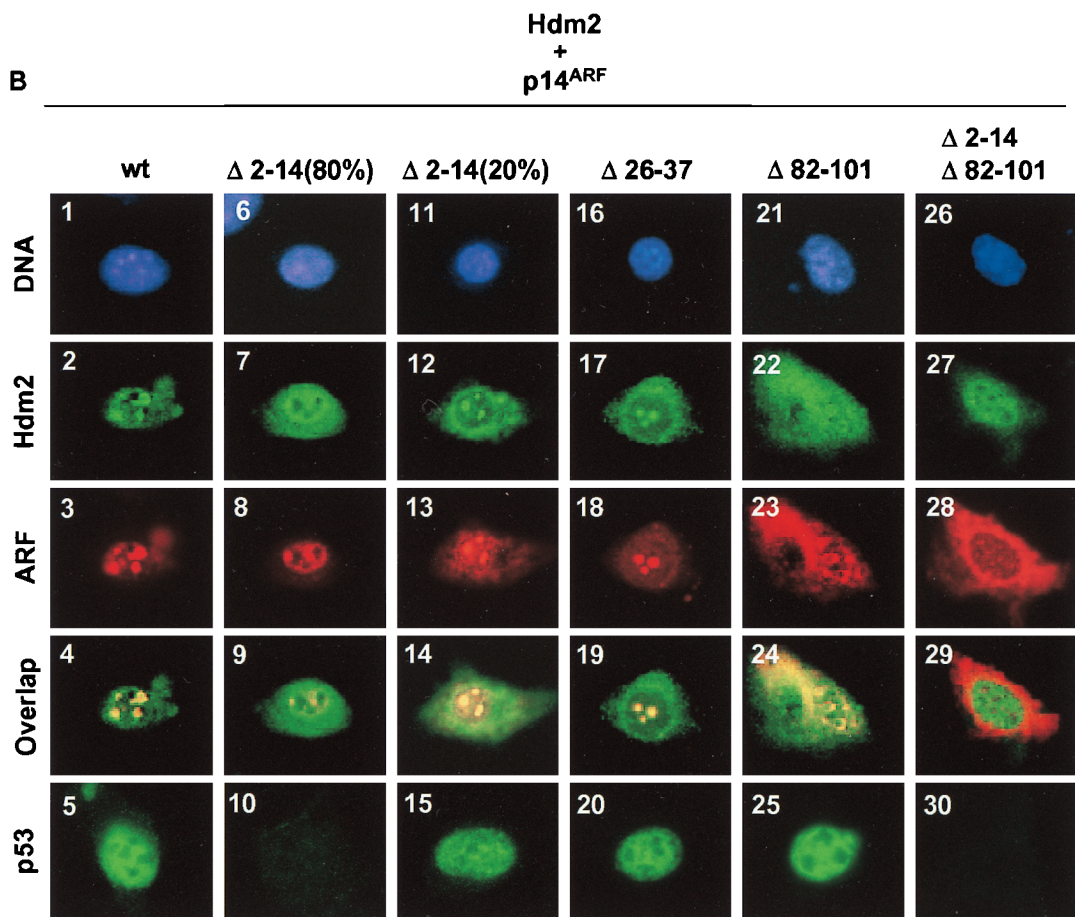 Hdm2
+
p14ARF
B
wt
Δ 2-14(80%)
Δ 2-14(20%)
Δ 26-37
Δ 82-101
Δ 2-14
Δ 82-101
DNA
1
6
11
16
21
26
Hdm2
2
7
12
17
22
27
ARF
3
8
13
18
23
28
Overlap
4
9
14
19
24
29
p53
5
10
15
20
25
30